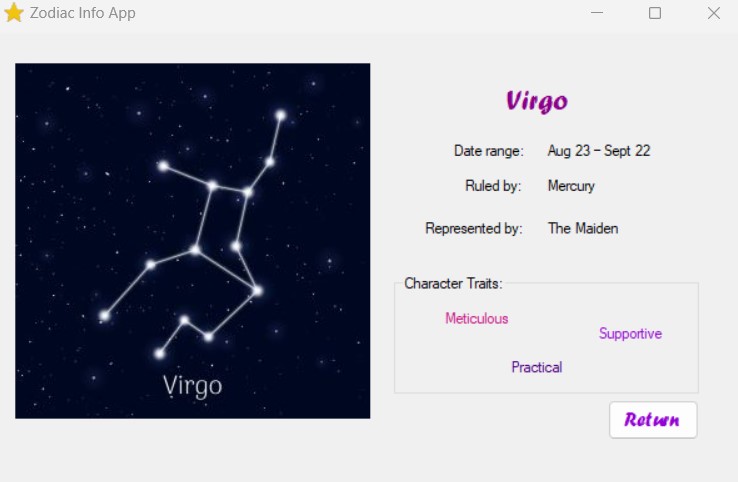 Zodiac Info App
Virgo
Virgo
Date range: Aug 23 – Sept 22
Ruled by: Mercury
Represented by: The Maiden
Character Traits:
Meticulous
Supportive
Practical
Return